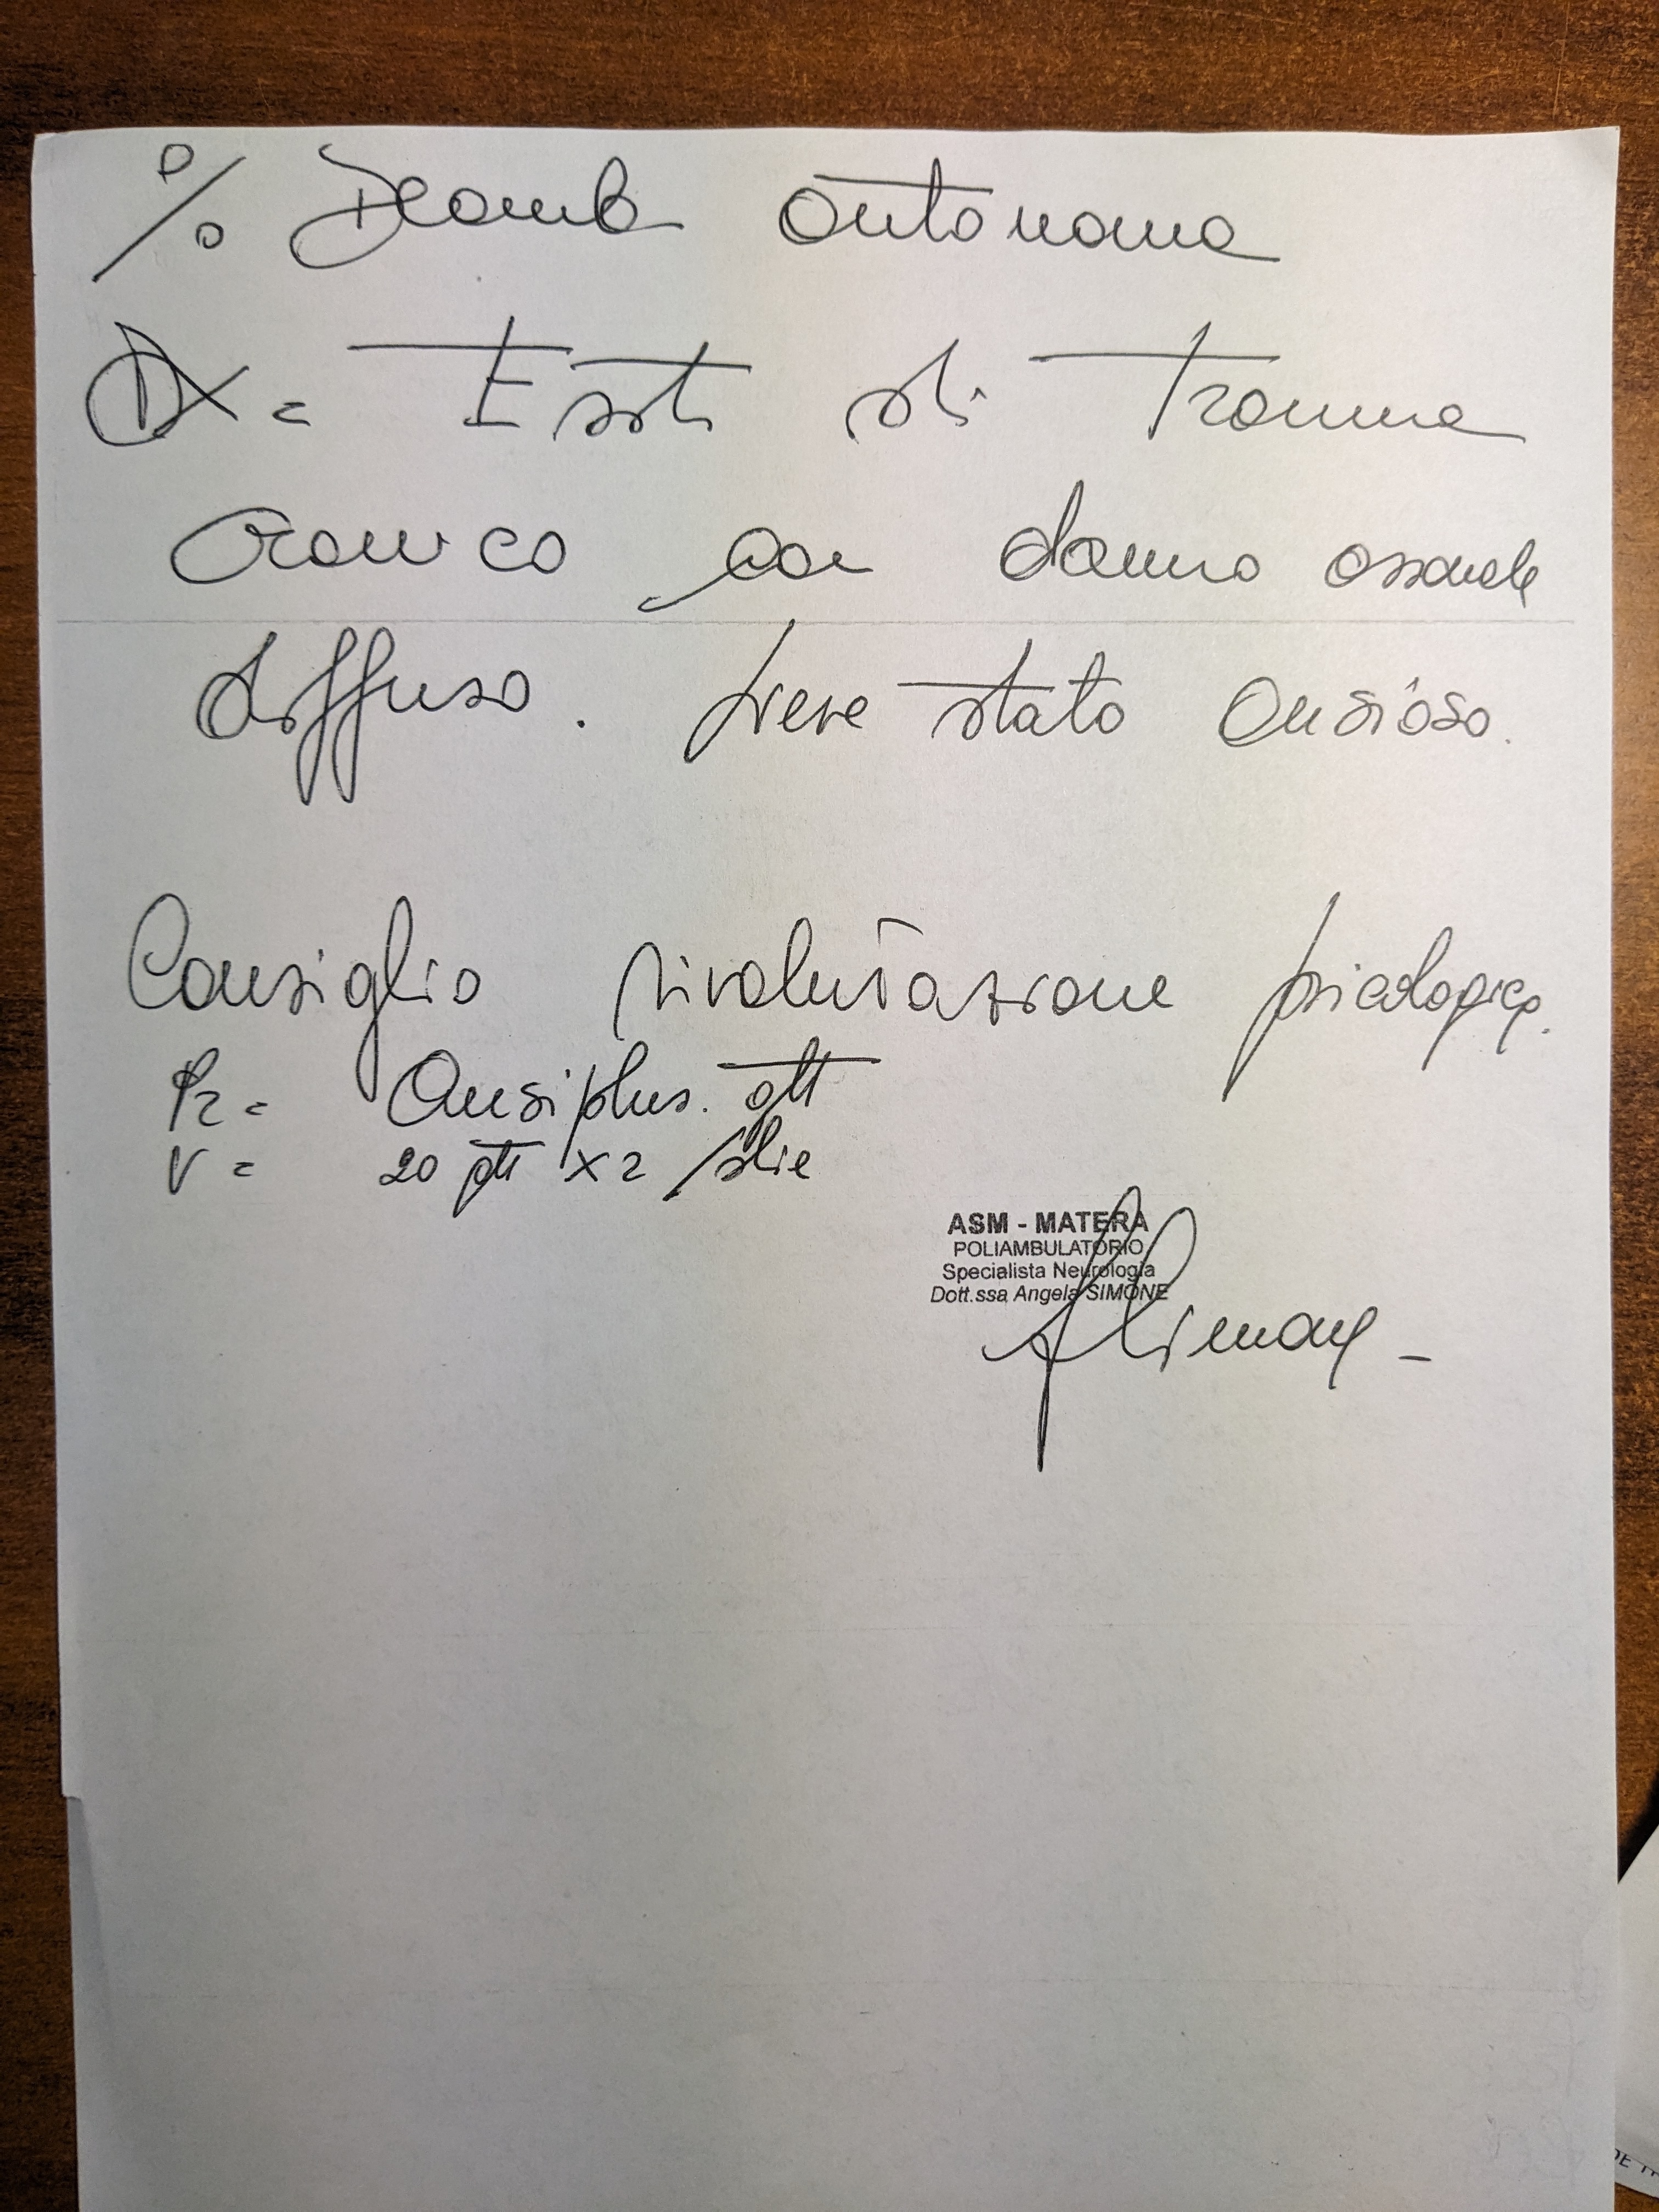 % Deamb autonoma
DX = Esiti di Trauma
cranico con danno assonale
diffuso. lieve stato ansioso.
Consiglio rivalutazione psicologica.
Pr = Ansiplus. gtt
V = 20 gtt x 2 /die
ASM - MATERA
POLIAMBULATORIO
Specialista Neurologia
Dott.ssa Angela SIMONE
ASimone